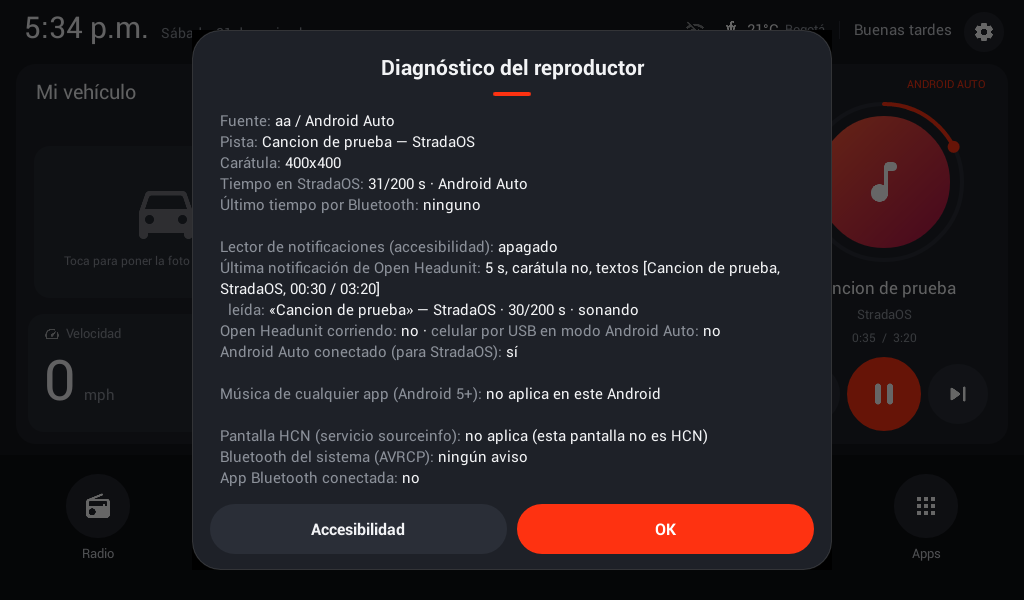 5:34 p.m.
21°C Bogotá
Buenas tardes
Mi vehículo
ANDROID AUTO
Diagnóstico del reproductor
Fuente: aa / Android Auto
Pista: Cancion de prueba — StradaOS
Carátula: 400x400
Tiempo en StradaOS: 31/200 s · Android Auto
Último tiempo por Bluetooth: ninguno
Lector de notificaciones (accesibilidad): apagado
Última notificación de Open Headunit: 5 s, carátula no, textos [Cancion de prueba,
StradaOS, 00:30 / 03:20]
leída: «Cancion de prueba» — StradaOS · 30/200 s · sonando
Open Headunit corriendo: no · celular por USB en modo Android Auto: no
Android Auto conectado (para StradaOS): sí
Música de cualquier app (Android 5+): no aplica en este Android
Pantalla HCN (servicio sourceinfo): no aplica (esta pantalla no es HCN)
Bluetooth del sistema (AVRCP): ningún aviso
App Bluetooth conectada: no
Accesibilidad
OK
Toca para poner la foto
Velocidad
0 mph
ncion de prueba
StradaOS
0:35 / 3:20
Radio
Apps